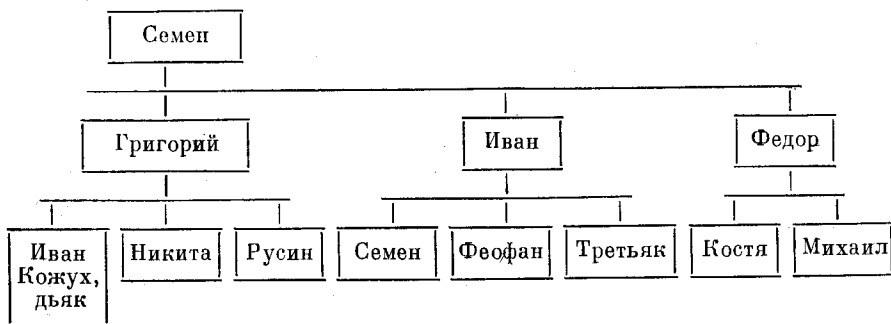 Семен
Григорий
Иван
Федор
Иван Кожух, дьяк
Никита
Русин
Семен
Феофан
Третьяк
Костя
Михаил